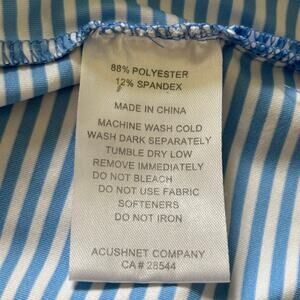 88% POLYESTER
12% SPANDEX
MADE IN CHINA
MACHINE WASH COLD
WASH DARK SEPARATELY
TUMBLE DRY LOW
REMOVE IMMEDIATELY
DO NOT BLEACH
DO NOT USE FABRIC
SOFTENERS
DO NOT IRON
ACUSHNET COMPANY
CA# 28544